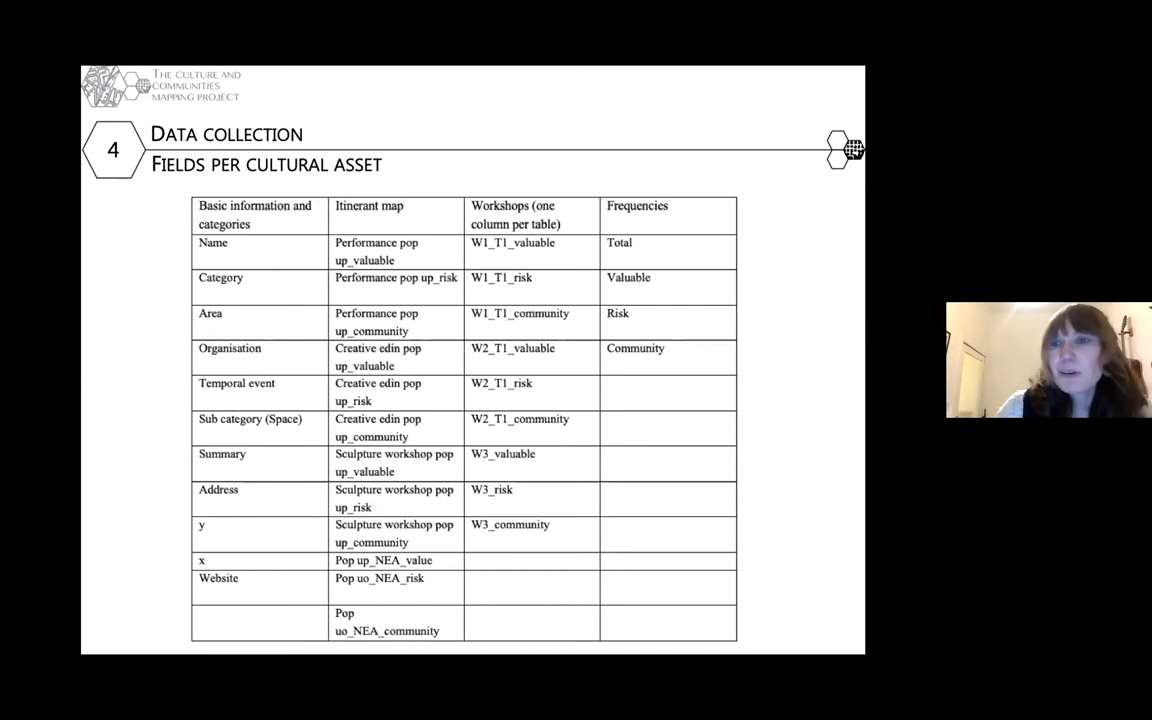 THE CULTURE AND
COMMUNITIES
MAPPING PROJECT
4
DATA COLLECTION
FIELDS PER CULTURAL ASSET
Basic information and
categories
Itinerant map
Workshops (one
column per table)
Frequencies
Name
Performance pop
up_valuable
W1_T1_valuable
Total
Category
Performance pop up_risk
W1_T1_risk
Valuable
Area
Performance pop
up_community
W1_T1_community
Risk
Organisation
Creative edin pop
up_valuable
W2_T1_valuable
Community
Temporal event
Creative edin pop
up_risk
W2_T1_risk
Sub category (Space)
Creative edin pop
up_community
W2_T1_community
Summary
Sculpture workshop pop
up_valuable
W3_valuable
Address
Sculpture workshop pop
up_risk
W3_risk
y
Sculpture workshop pop
up_community
W3_community
x
Pop up_NEA_value
Website
Pop uo_NEA_risk
Pop
uo_NEA_community